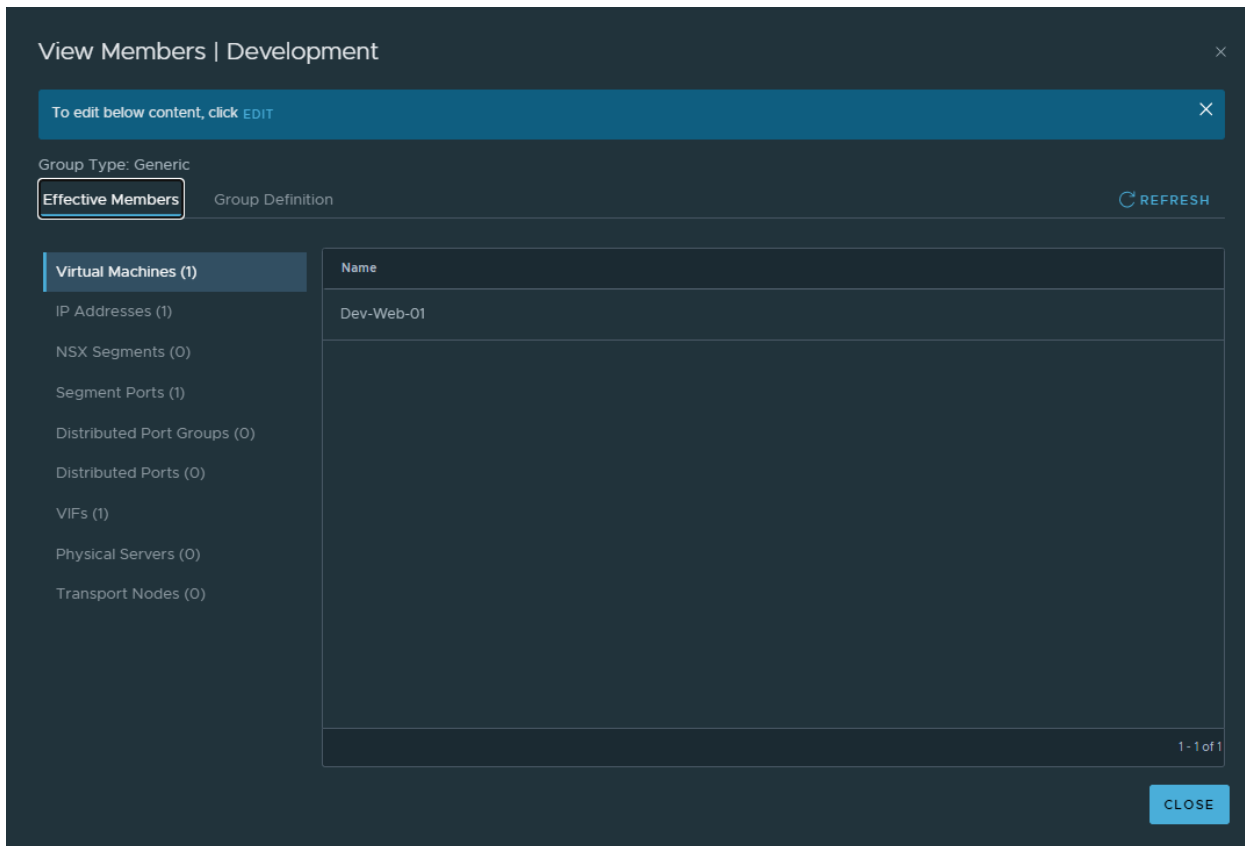 View Members | Development
To edit below content, click EDIT
Group Type: Generic
Effective Members Group Definition REFRESH
Virtual Machines (1)
IP Addresses (1)
NSX Segments (0)
Segment Ports (1)
Distributed Port Groups (0)
Distributed Ports (0)
VIFs (1)
Physical Servers (0)
Transport Nodes (0)
Name
Dev-Web-01
1 - 1 of 1
CLOSE